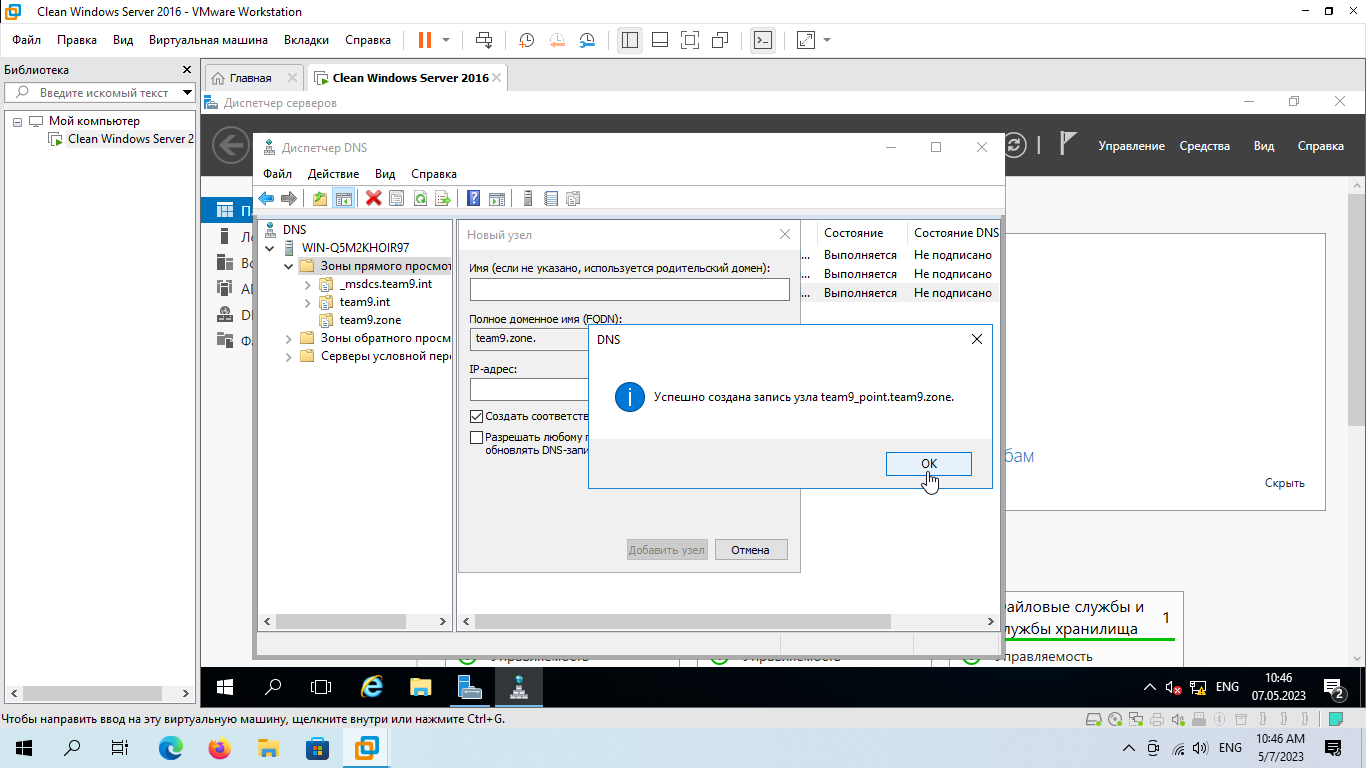 Clean Windows Server 2016 - VMware Workstation
Файл Правка Вид Виртуальная машина Вкладки Справка
Библиотека
Введите искомый текст
Мой компьютер
Clean Windows Server 2
Главная
Clean Windows Server 2016
Диспетчер серверов
Управление Средства Вид Справка
Диспетчер DNS
Файл Действие Вид Справка
DNS
WIN-Q5M2KHOIR97
Зоны прямого просмот
_msdcs.team9.int
team9.int
team9.zone
Зоны обратного просм
Серверы условной пере
Состояние Состояние DNS
... Выполняется Не подписано
... Выполняется Не подписано
... Выполняется Не подписано
Новый узел
Имя (если не указано, используется родительский домен):
Полное доменное имя (FQDN):
team9.zone.
IP-адрес:
Создать соответств
Разрешать любому п
обновлять DNS-запи
Добавить узел Отмена
DNS
Успешно создана запись узла team9_point.team9.zone.
OK
бам
Скрыть
айловые службы и
лужбы хранилища
1
Управляемость Управляемость Управляемость
ENG
10:46
07.05.2023
2
Чтобы направить ввод на эту виртуальную машину, щелкните внутри или нажмите Ctrl+G.
ENG
10:46 AM
5/7/2023